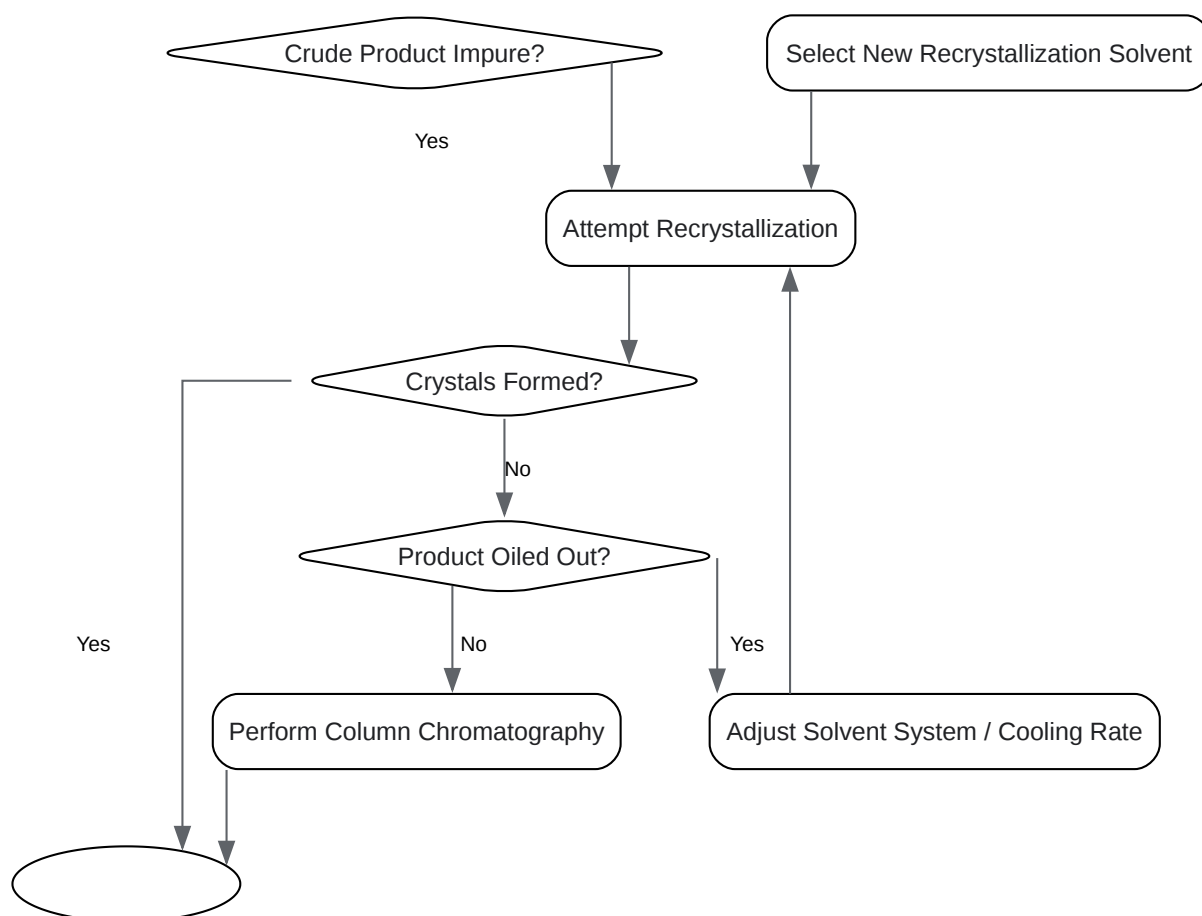 Crude Product Impure?
Select New Recrystallization Solvent
Yes
Attempt Recrystallization
Crystals Formed?
No
Product Oiled Out?
Yes
No
Yes
Perform Column Chromatography
Adjust Solvent System / Cooling Rate